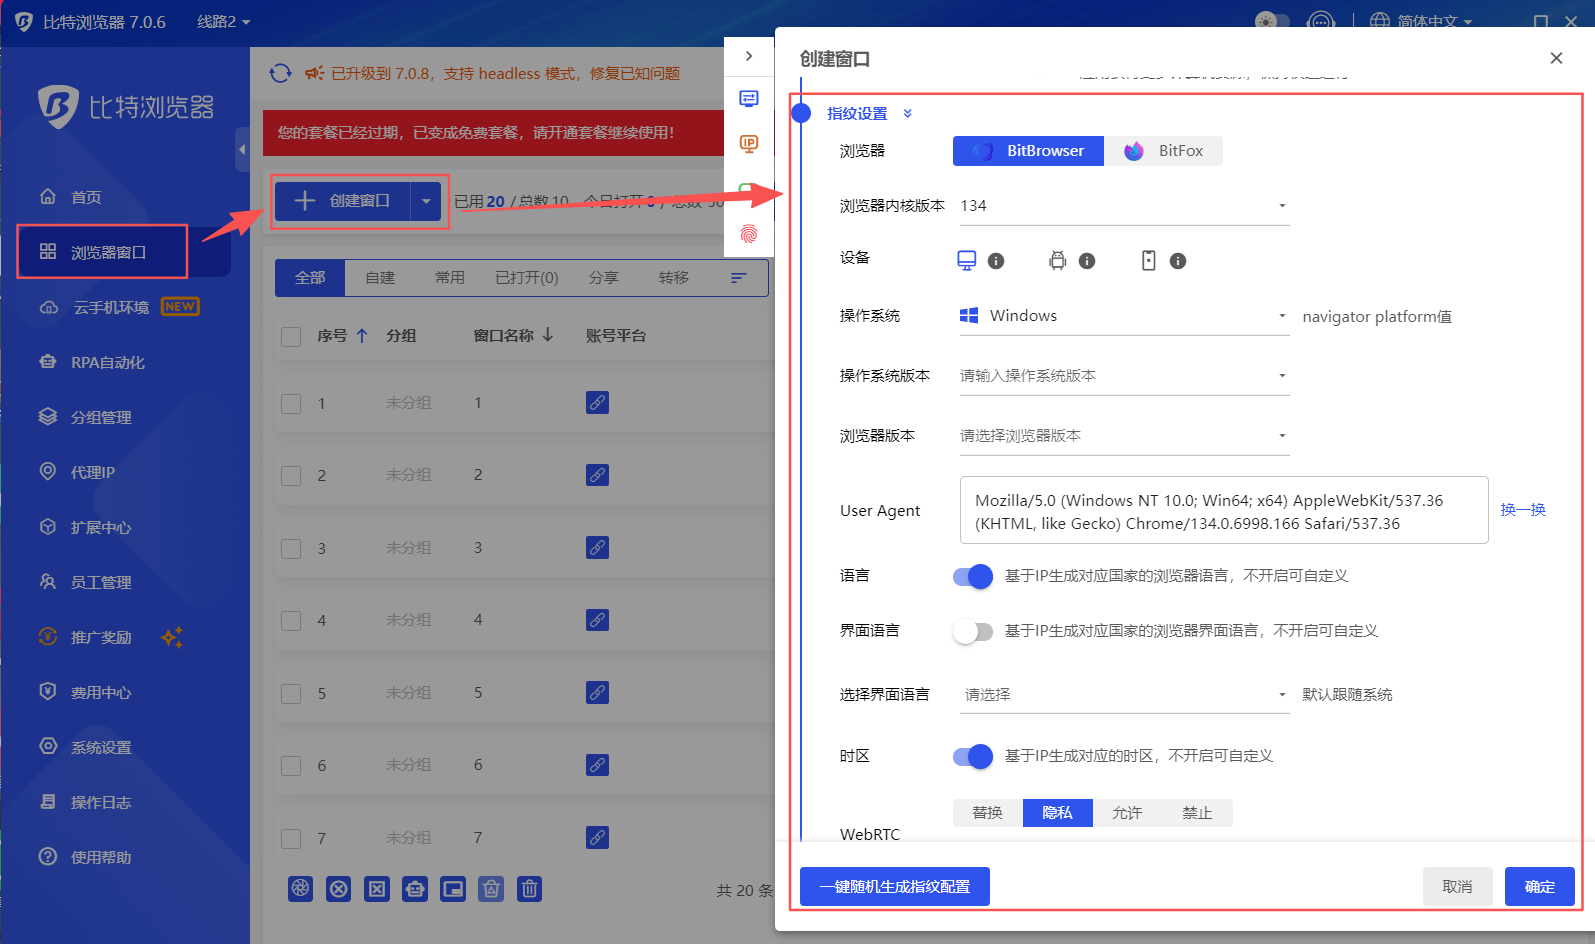 比特浏览器 7.0.6
线路2
简体中文
比特浏览器
首页
浏览器窗口
云手机环境 NEW
RPA自动化
分组管理
代理IP
扩展中心
员工管理
推广奖励
费用中心
系统设置
操作日志
使用帮助
已升级到 7.0.8，支持 headless 模式，修复已知问题
您的套餐已经过期，已变成免费套餐，请开通套餐继续使用！
创建窗口
已用 20 / 总数 10
今日打开
总数 50
全部 自建 常用 已打开(0) 分享 转移
序号 分组 窗口名称 账号平台
1 未分组 1
2 未分组 2
3 未分组 3
4 未分组 4
5 未分组 5
6 未分组 6
7 未分组 7
共 20 条
IP
创建窗口
指纹设置
浏览器 BitBrowser BitFox
浏览器内核版本 134
设备
操作系统 Windows navigator platform值
操作系统版本 请输入操作系统版本
浏览器版本 请选择浏览器版本
User Agent
Mozilla/5.0 (Windows NT 10.0; Win64; x64) AppleWebKit/537.36
(KHTML, like Gecko) Chrome/134.0.6998.166 Safari/537.36
换一换
语言 基于IP生成对应国家的浏览器语言，不开启可自定义
界面语言 基于IP生成对应国家的浏览器界面语言，不开启可自定义
选择界面语言 请选择 默认跟随系统
时区 基于IP生成对应的时区，不开启可自定义
WebRTC 替换 隐私 允许 禁止
一键随机生成指纹配置
取消
确定